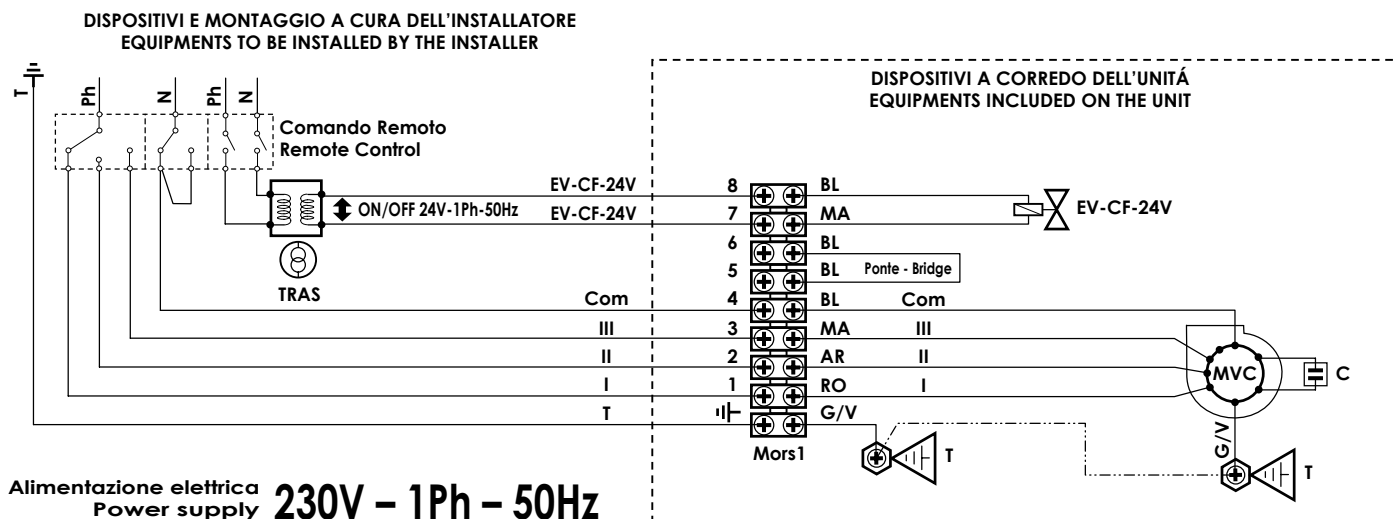 DISPOSITIVI E MONTAGGIO A CURA DELL'INSTALLATORE
EQUIPMENTS TO BE INSTALLED BY THE INSTALLER
DISPOSITIVI A CORREDO DELL'UNITÁ
EQUIPMENTS INCLUDED ON THE UNIT
T Ph N Ph N
Comando Remoto
Remote Control
EV-CF-24V 8 BL
ON/OFF 24V-1Ph-50Hz EV-CF-24V 7 MA EV-CF-24V
6 BL
5 BL Ponte - Bridge
TRAS
Com 4 BL Com
III 3 MA III
II 2 AR II
MVC C
I 1 RO I
T G/V
G/V
Mors1 T
T
Alimentazione elettrica
Power supply 230V – 1Ph – 50Hz